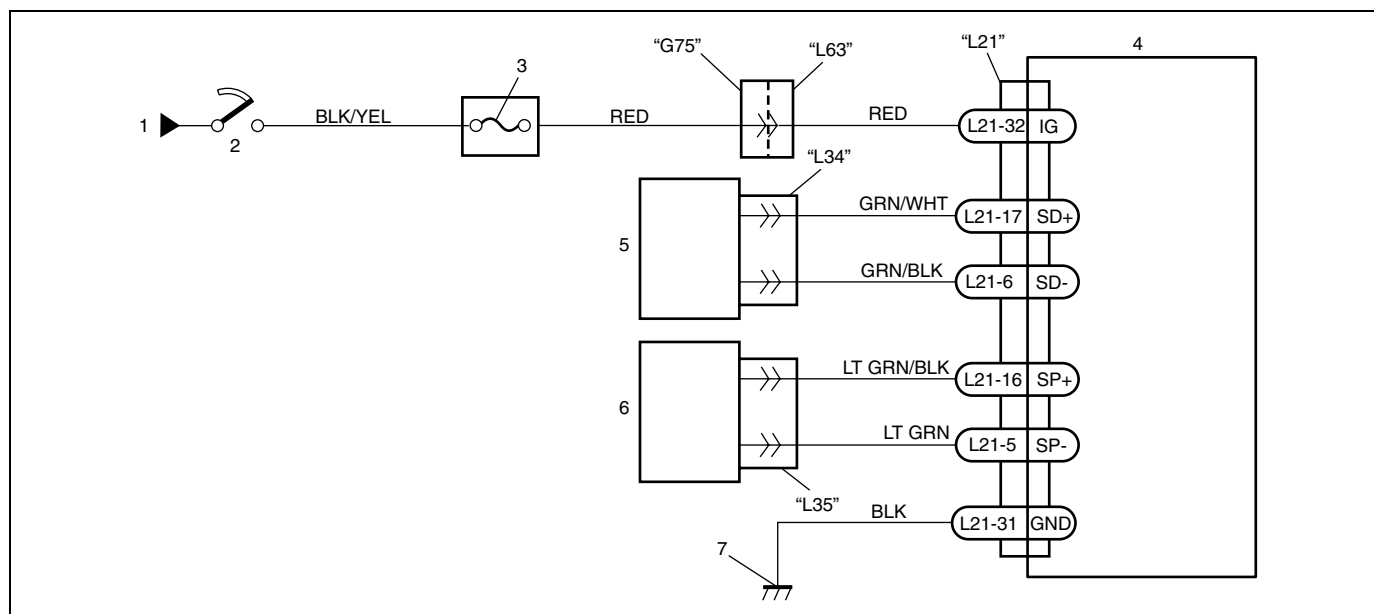 “G75” “L63” “L21” 4
3
1 2 BLK/YEL RED RED L21-32 IG
“L34”
5 GRN/WHT L21-17 SD+
GRN/BLK L21-6 SD-
6 LT GRN/BLK L21-16 SP+
LT GRN L21-5 SP-
“L35”
7 BLK L21-31 GND